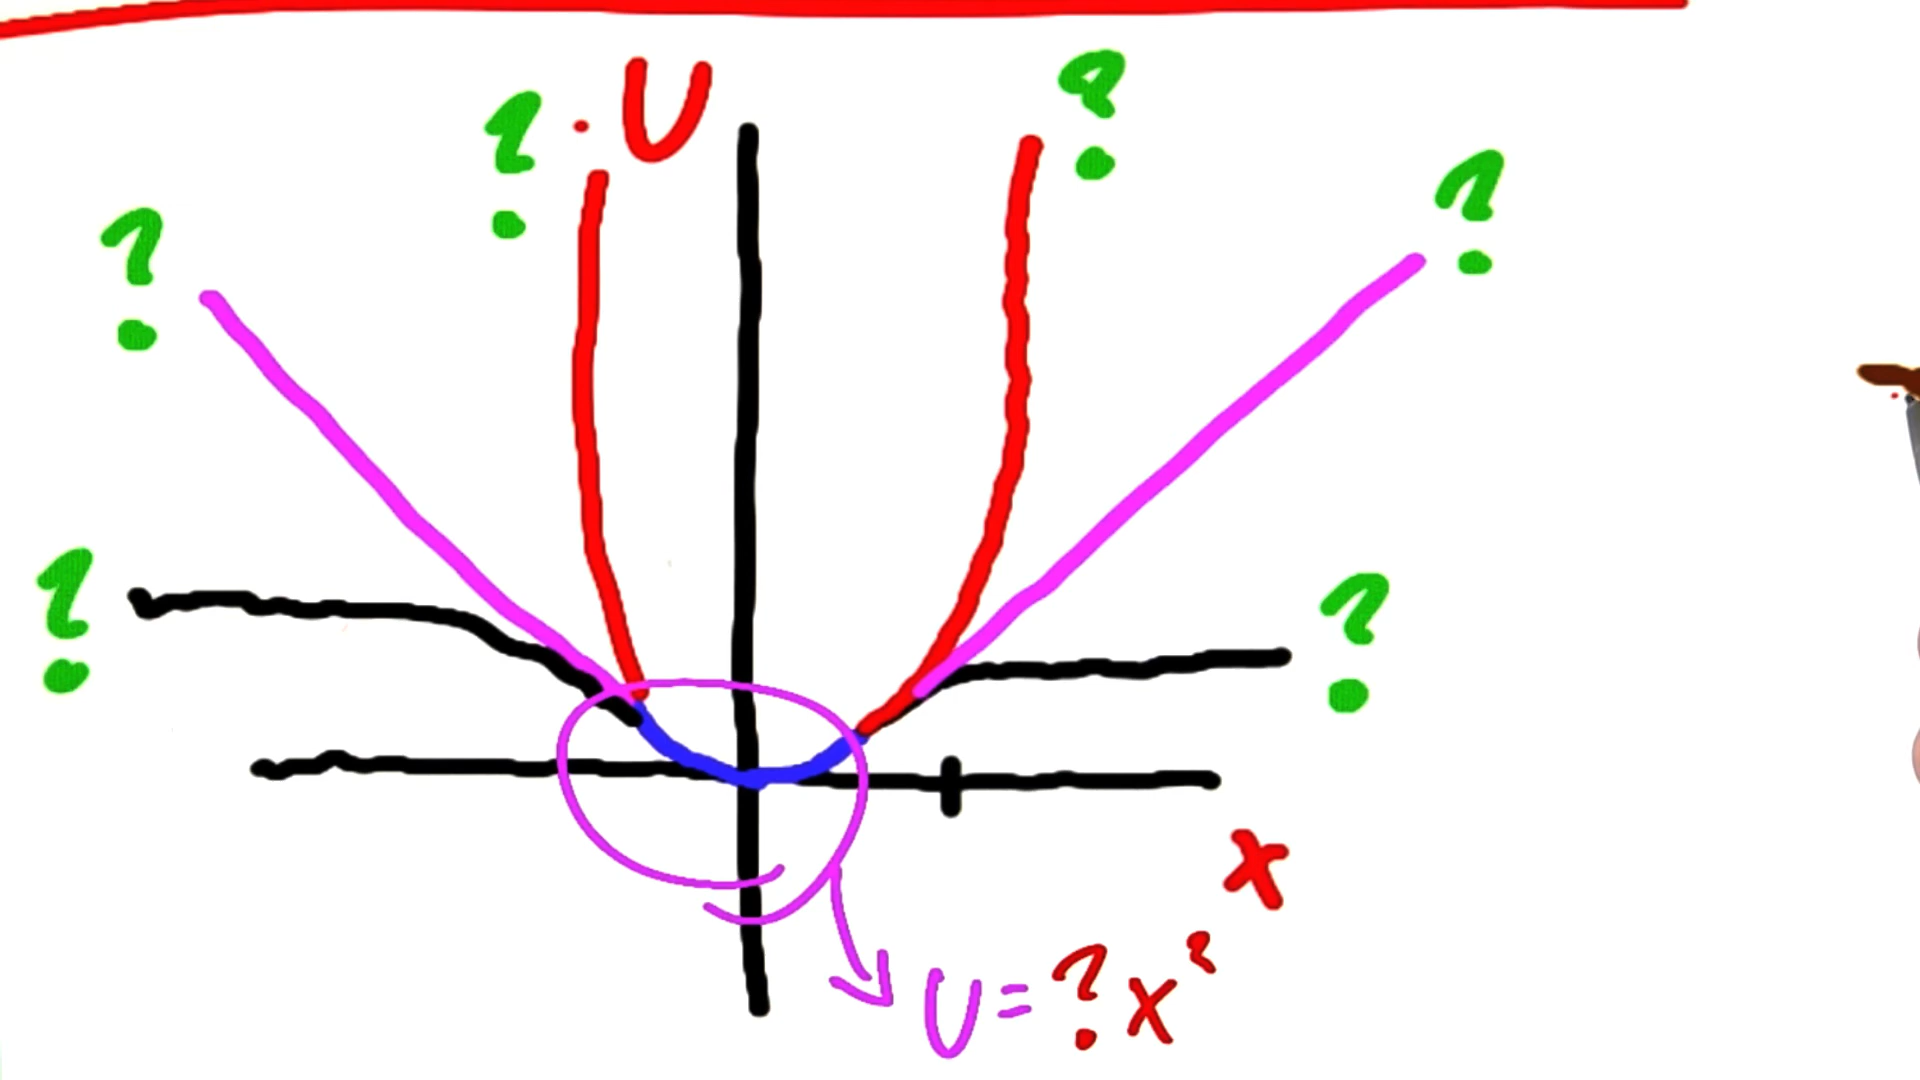 ? U ?
? ?
? ?
x
U = ? x²